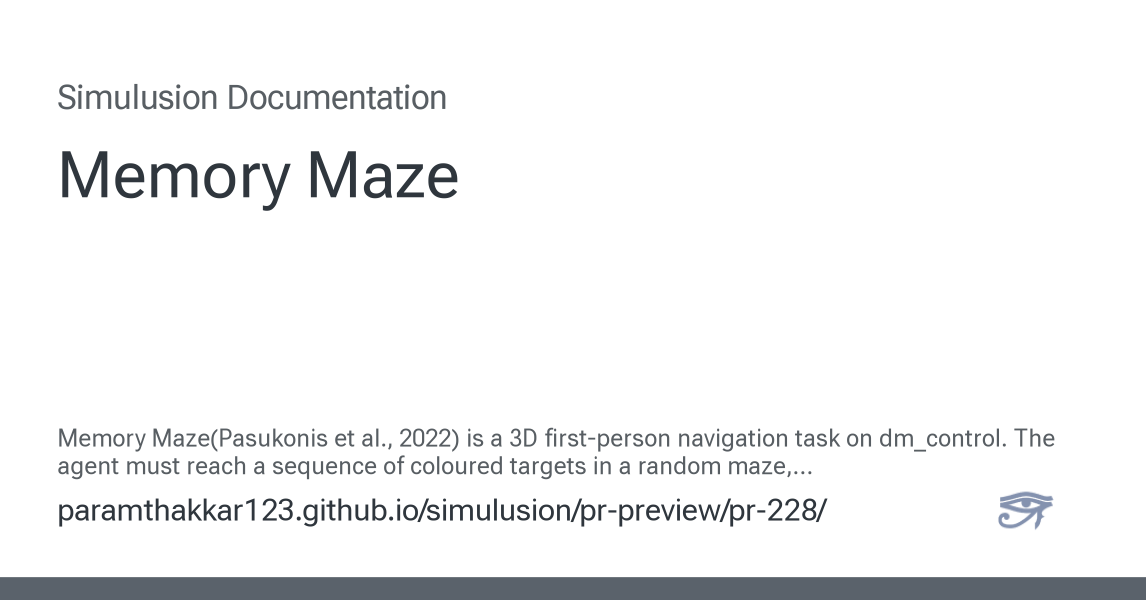 Simulusion Documentation
Memory Maze
Memory Maze(Pasukonis et al., 2022) is a 3D first-person navigation task on dm_control. The
agent must reach a sequence of coloured targets in a random maze,...
paramthakkar123.github.io/simulusion/pr-preview/pr-228/